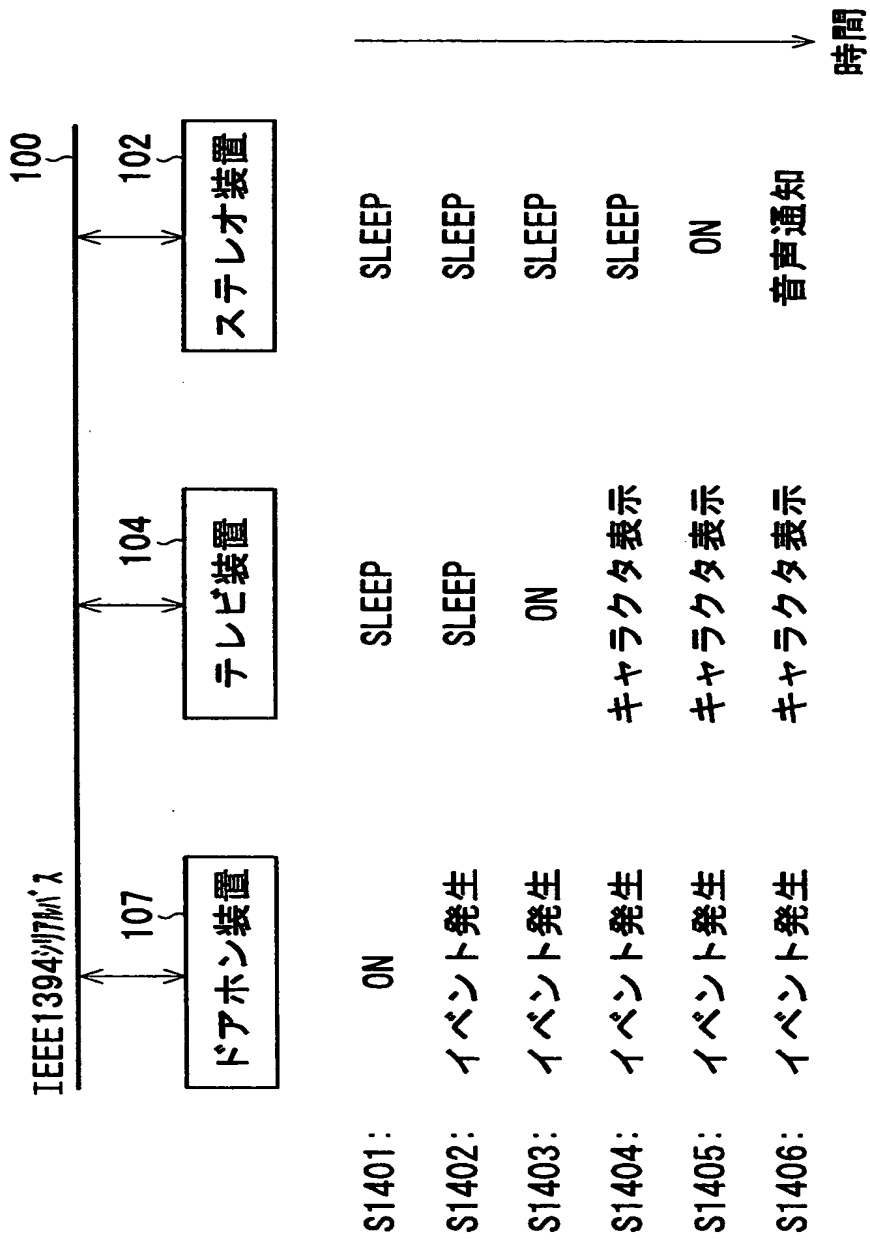 IEEE1394ｼﾘｱﾙﾊﾞｽ
100
107
104
102
ドアホン装置
テレビ装置
ステレオ装置
S1401: ON SLEEP SLEEP
S1402: イベント発生 SLEEP SLEEP
S1403: イベント発生 ON SLEEP
S1404: イベント発生 キャラクタ表示 SLEEP
S1405: イベント発生 キャラクタ表示 ON
S1406: イベント発生 キャラクタ表示 音声通知
時間